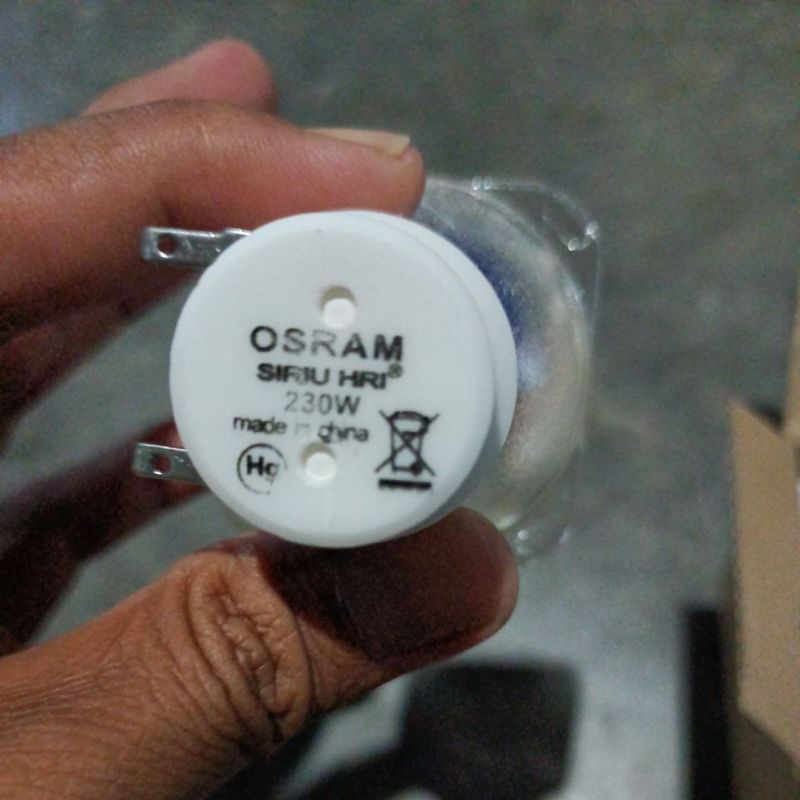 OSRAM
SIRIU HRI®
230W
made in china
Hg